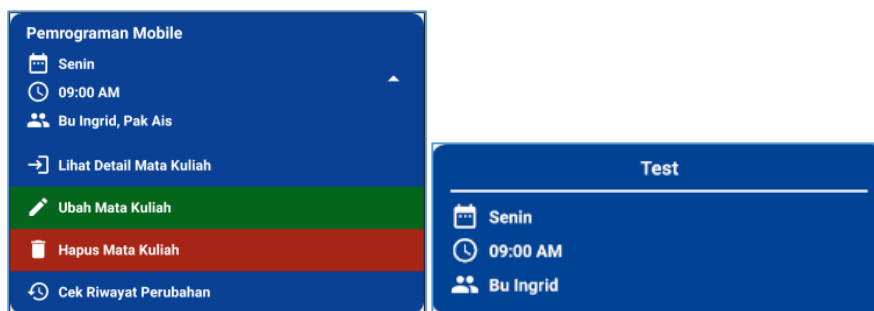 Pemrograman Mobile
Senin
09:00 AM
Bu Ingrid, Pak Ais
Lihat Detail Mata Kuliah
Ubah Mata Kuliah
Hapus Mata Kuliah
Cek Riwayat Perubahan
Test
Senin
09:00 AM
Bu Ingrid